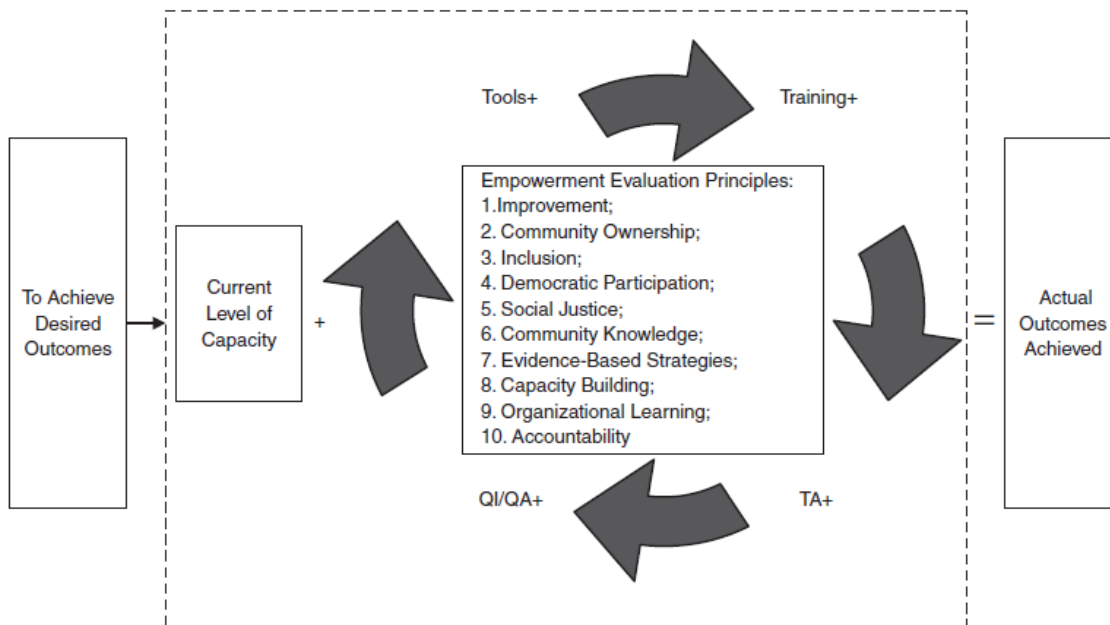 To Achieve
Desired
Outcomes
Current
Level of
Capacity
+
Tools+
Training+
Empowerment Evaluation Principles:
1.Improvement;
2. Community Ownership;
3. Inclusion;
4. Democratic Participation;
5. Social Justice;
6. Community Knowledge;
7. Evidence-Based Strategies;
8. Capacity Building;
9. Organizational Learning;
10. Accountability
QI/QA+
TA+
=
Actual
Outcomes
Achieved